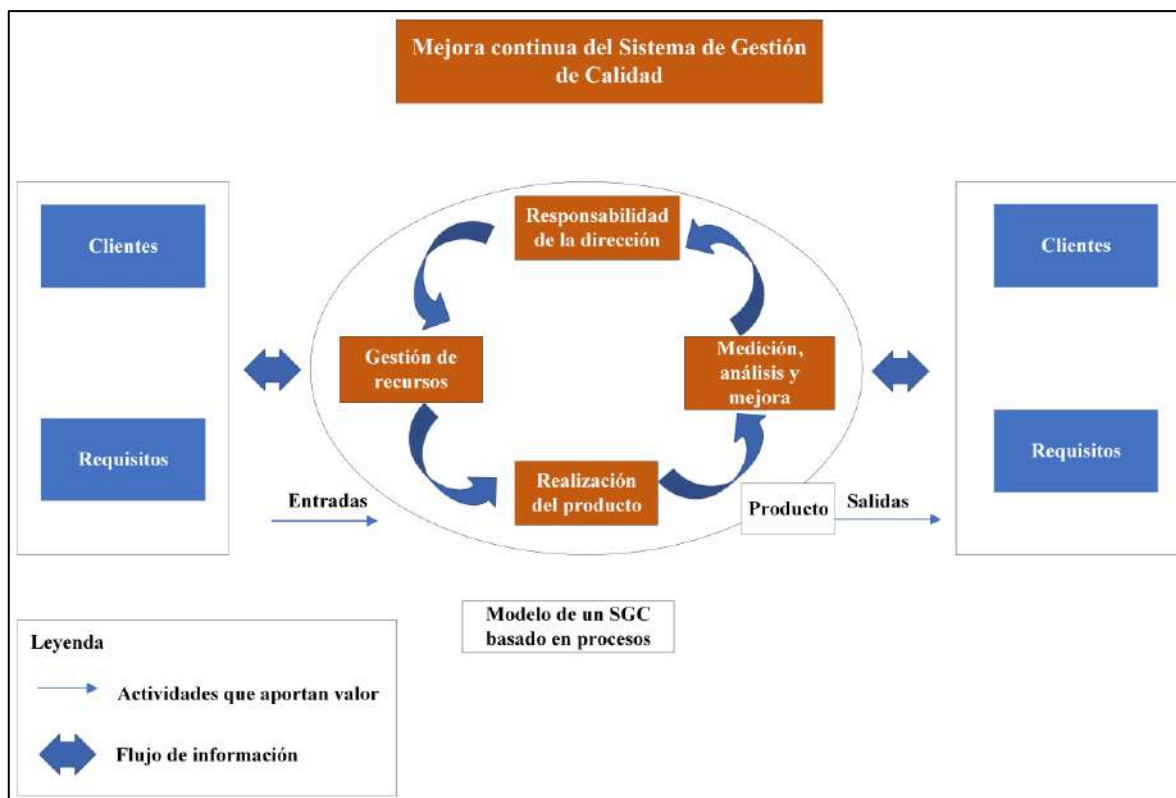 Mejora continua del Sistema de Gestión
de Calidad
Clientes
Requisitos
Entradas
Responsabilidad
de la dirección
Gestión de
recursos
Medición,
análisis y
mejora
Realización
del producto
Producto
Salidas
Clientes
Requisitos
Modelo de un SGC
basado en procesos
Leyenda
Actividades que aportan valor
Flujo de información